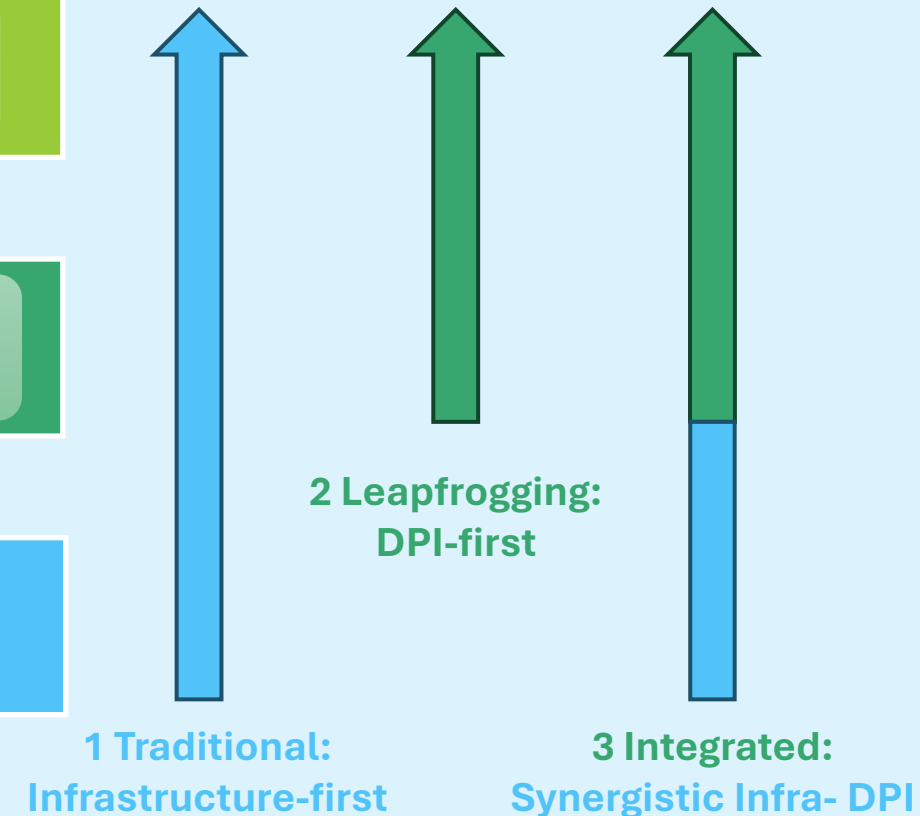 2 Leapfrogging:
DPI-first
1 Traditional:
Infrastructure-first
3 Integrated:
Synergistic Infra- DPI